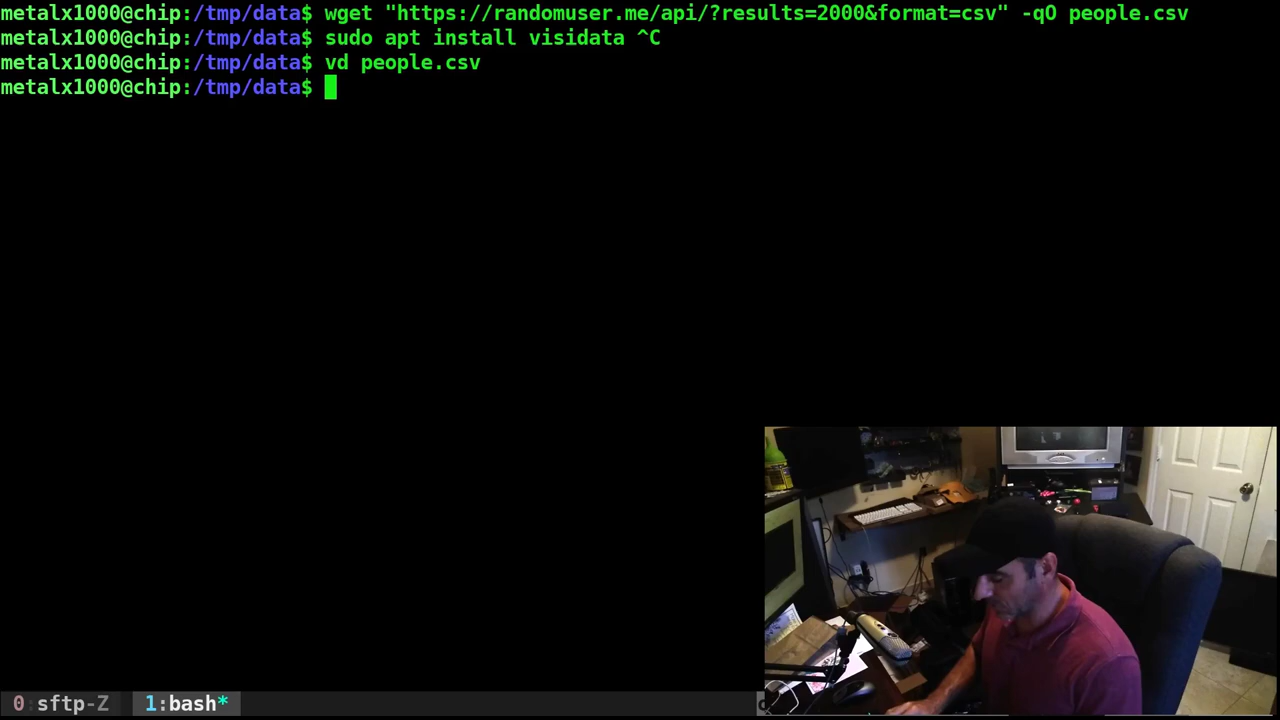 metalx1000@chip:/tmp/data$ wget "https://randomuser.me/api/?results=2000&format=csv" -qO people.csv
metalx1000@chip:/tmp/data$ sudo apt install visidata ^C
metalx1000@chip:/tmp/data$ vd people.csv
metalx1000@chip:/tmp/data$
0:sftp-Z 1:bash*